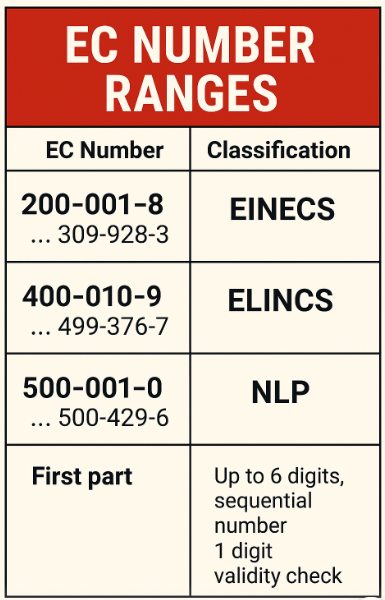 EC NUMBER
RANGES
EC Number
Classification
200-001-8
... 309-928-3
EINECS
400-010-9
... 499-376-7
ELINCS
500-001-0
... 500-429-6
NLP
First part
Up to 6 digits,
sequential
number
1 digit
validity check